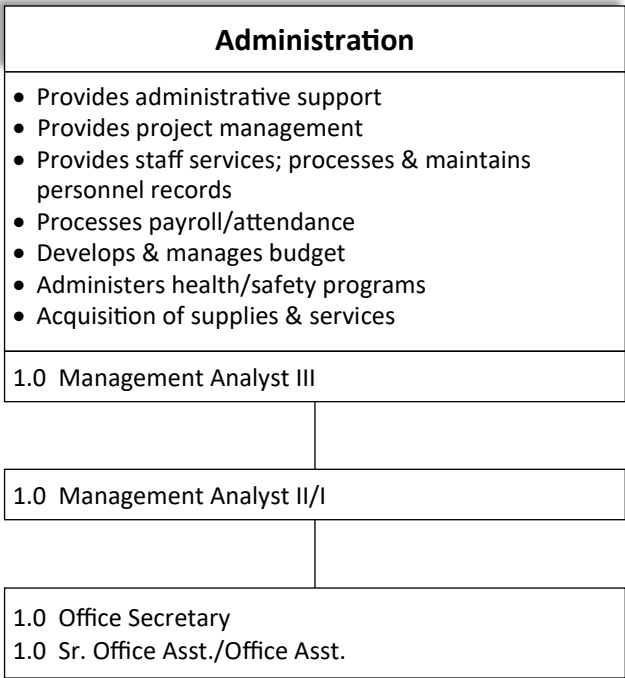 Administration
• Provides administrative support
• Provides project management
• Provides staff services; processes & maintains
personnel records
• Processes payroll/attendance
• Develops & manages budget
• Administers health/safety programs
• Acquisition of supplies & services
1.0 Management Analyst III
1.0 Management Analyst II/I
1.0 Office Secretary
1.0 Sr. Office Asst./Office Asst.